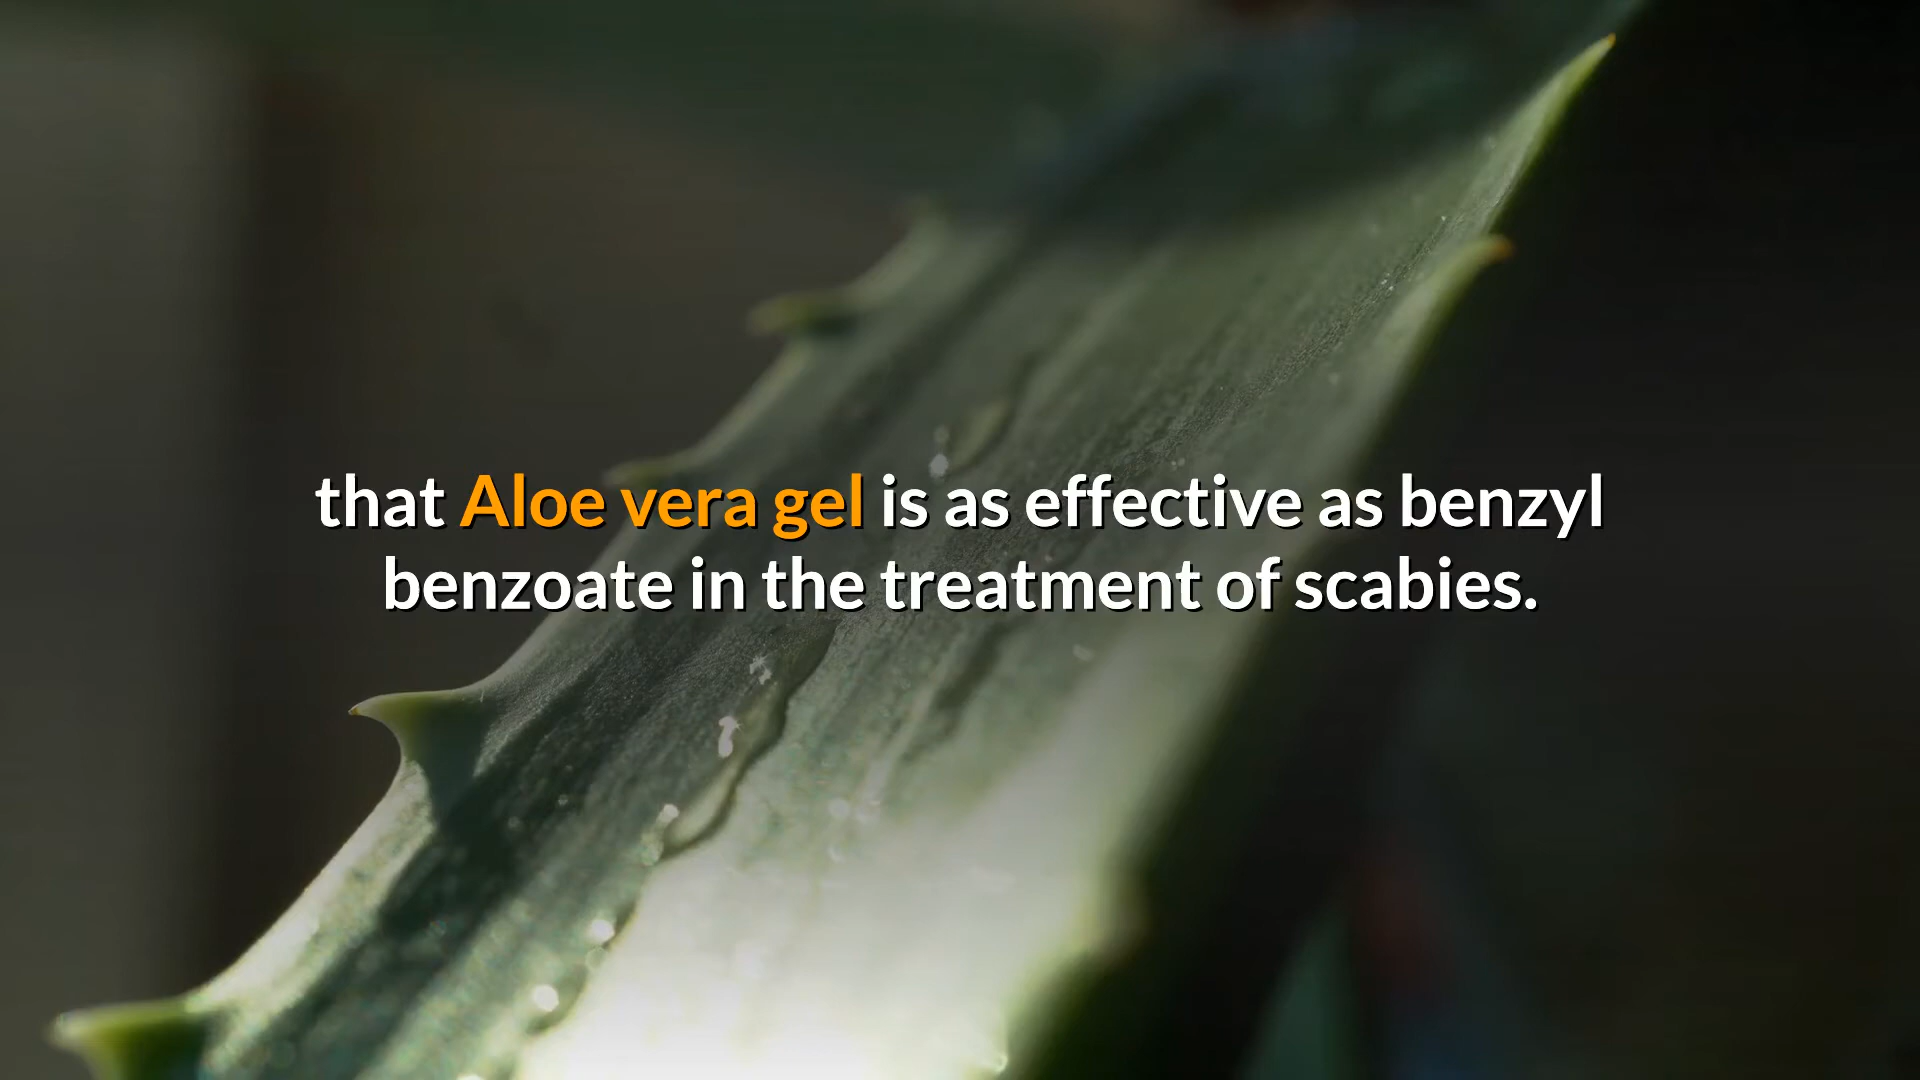 that Aloe vera gel is as effective as benzyl
benzoate in the treatment of scabies.